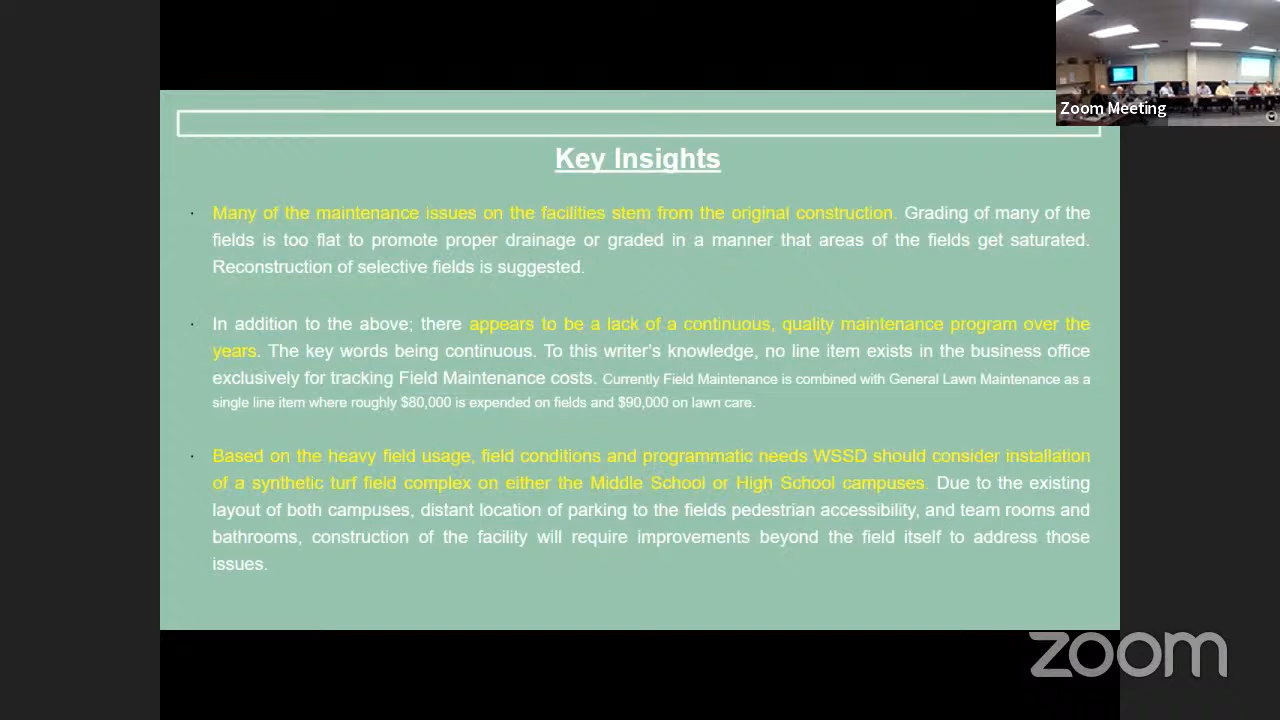 Zoom Meeting
Key Insights
· Many of the maintenance issues on the facilities stem from the original construction. Grading of many of the
fields is too flat to promote proper drainage or graded in a manner that areas of the fields get saturated.
Reconstruction of selective fields is suggested.
· In addition to the above; there appears to be a lack of a continuous, quality maintenance program over the
years. The key words being continuous. To this writer's knowledge, no line item exists in the business office
exclusively for tracking Field Maintenance costs. Currently Field Maintenance is combined with General Lawn Maintenance as a
single line item where roughly $80,000 is expended on fields and $90,000 on lawn care.
· Based on the heavy field usage, field conditions and programmatic needs WSSD should consider installation
of a synthetic turf field complex on either the Middle School or High School campuses. Due to the existing
layout of both campuses, distant location of parking to the fields pedestrian accessibility, and team rooms and
bathrooms, construction of the facility will require improvements beyond the field itself to address those
issues.
zoom